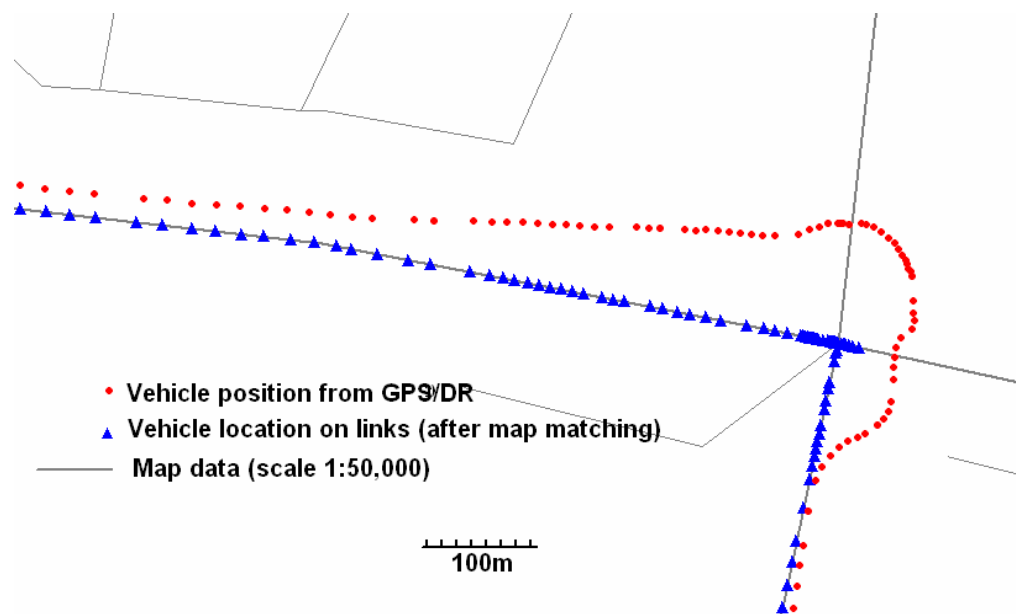 Vehicle position from GPS/DR
Vehicle location on links (after map matching)
Map data (scale 1:50,000)
100m